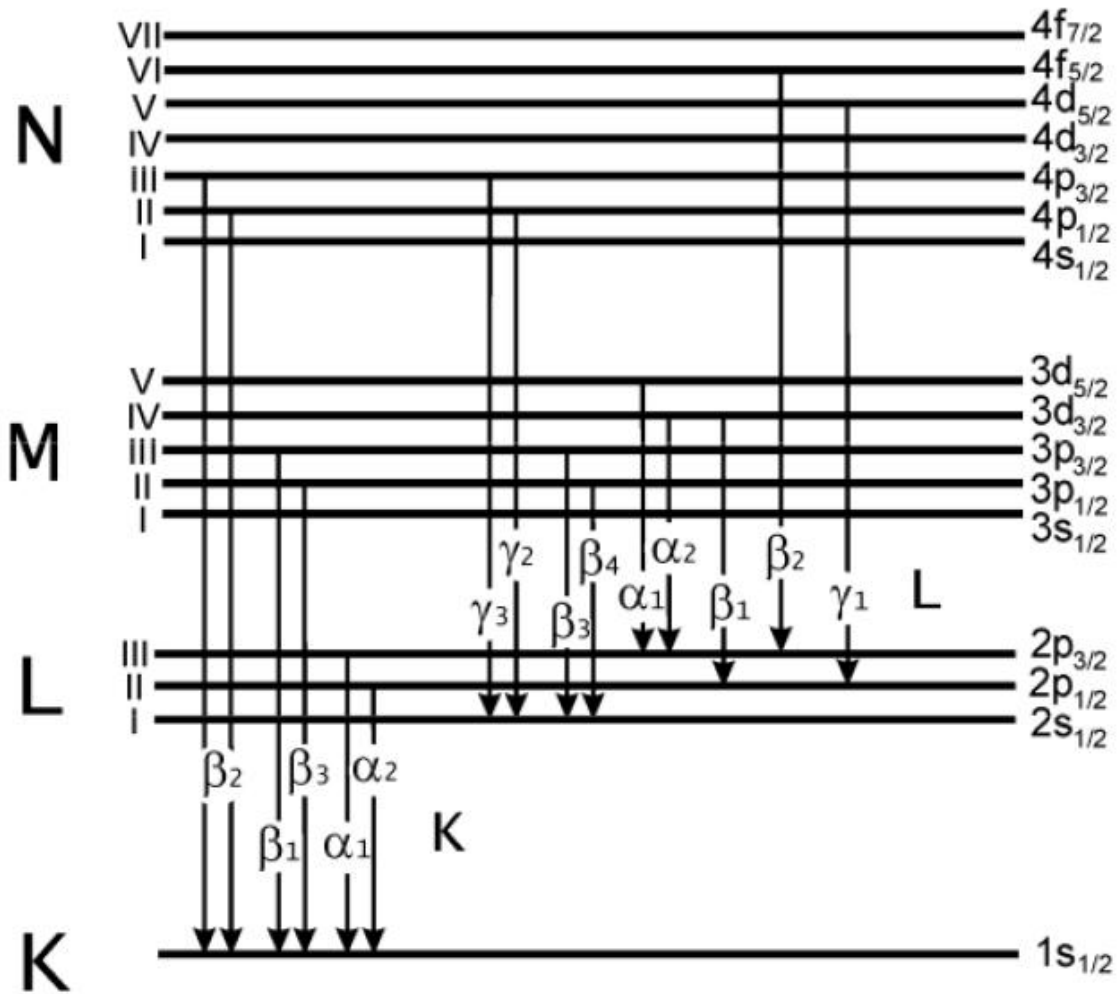 VII 4f7/2
VI 4f5/2
V 4d5/2
N
IV 4d3/2
iii 4p3/2
II 4p1/2
I 4s1/2
V 3d5/2
IV 3d3/2
M
III 3p3/2
II 3p1/2
I 3s1/2
γ2 β4 α2 β2
γ3 β3 α1 β1 γ1 L
III 2p3/2
L
II 2p1/2
i 2s1/2
β2 β3 α2
β1 α1 K
K 1s1/2